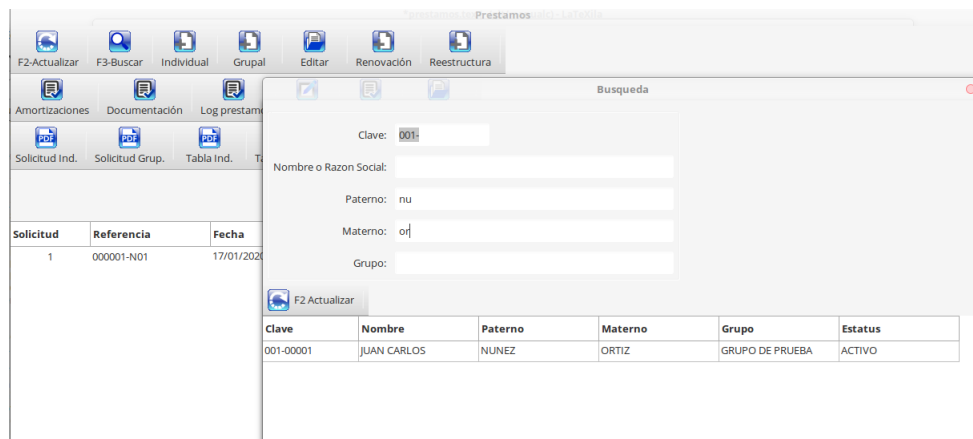 Prestamos
F2-Actualizar F3-Buscar Individual Grupal Editar Renovación Reestructura
Amortizaciones Documentación Log prestam
Busqueda
PDF PDF PDF
Solicitud Ind. Solicitud Grup. Tabla Ind.
Clave: 001-
Nombre o Razon Social:
Paterno: nu
Materno: or
Grupo:
Solicitud Referencia Fecha
1 000001-N01 17/01/2020
F2 Actualizar
Clave Nombre Paterno Materno Grupo Estatus
001-00001 JUAN CARLOS NUNEZ ORTIZ GRUPO DE PRUEBA ACTIVO